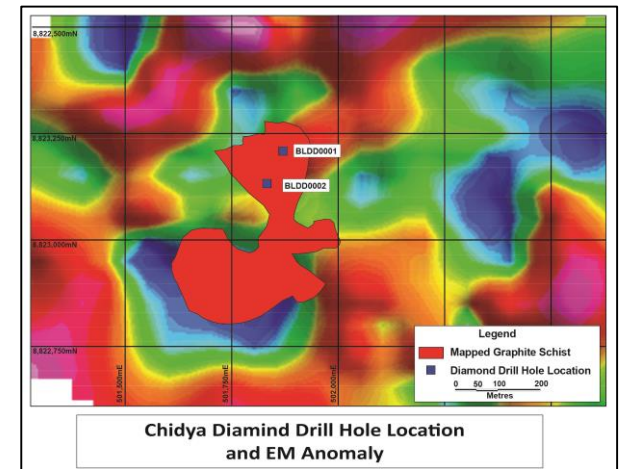 8,822,500mN
8,823,250mN
BLDD0001
BLDD0002
8,823,000mN
8,822,750mN
501,500mE
501,750mE
502,000mE
Legend
Mapped Graphite Schist
Diamond Drill Hole Location
0 50 100 200
Metres
Chidya Diamind Drill Hole Location
and EM Anomaly